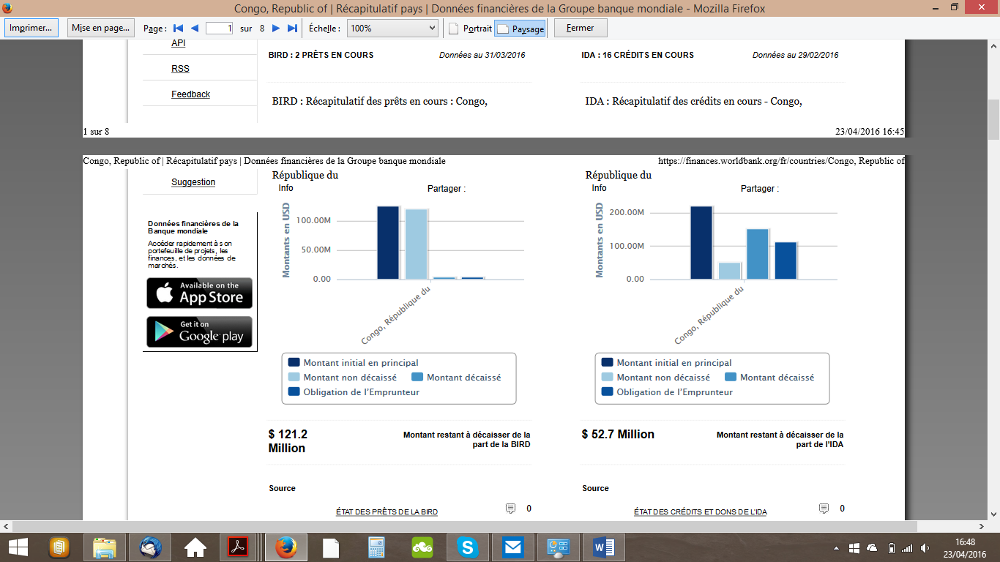 Congo, Republic of | Récapitulatif pays | Données financières de la Groupe banque mondiale - Mozilla Firefox
Imprimer... Mise en page... Page : 1 sur 8 Échelle : 100% Portrait Paysage Fermer
API
RSS
Feedback
BIRD : 2 PRÊTS EN COURS Données au 31/03/2016
IDA : 16 CRÉDITS EN COURS Données au 29/02/2016
BIRD : Récapitulatif des prêts en cours : Congo,
IDA : Récapitulatif des crédits en cours - Congo,
1 sur 8 23/04/2016 16:45
Congo, Republic of | Récapitulatif pays | Données financières de la Groupe banque mondiale https://finances.worldbank.org/fr/countries/Congo, Republic of
Suggestion
Données financières de la
Banque mondiale
Accéder rapidement à son
portefeuille de projets, les
finances, et les données de
marchés.
Available on the
App Store
Get it on
Google play
République du
Info Partager :
Montants en USD
100.00M
50.00M
0.00
Congo, République du
Montant initial en principal
Montant non décaissé Montant décaissé
Obligation de l'Emprunteur
$ 121.2
Million
Montant restant à décaisser de la
part de la BIRD
Source
ÉTAT DES PRÊTS DE LA BIRD 0
République du
Info Partager :
Montants en USD
200.00M
100.00M
0.00
Congo, République du
Montant initial en principal
Montant non décaissé Montant décaissé
Obligation de l'Emprunteur
$ 52.7 Million
Montant restant à décaisser de la
part de l'IDA
Source
ÉTAT DES CRÉDITS ET DONS DE L'IDA 0
16:48
23/04/2016